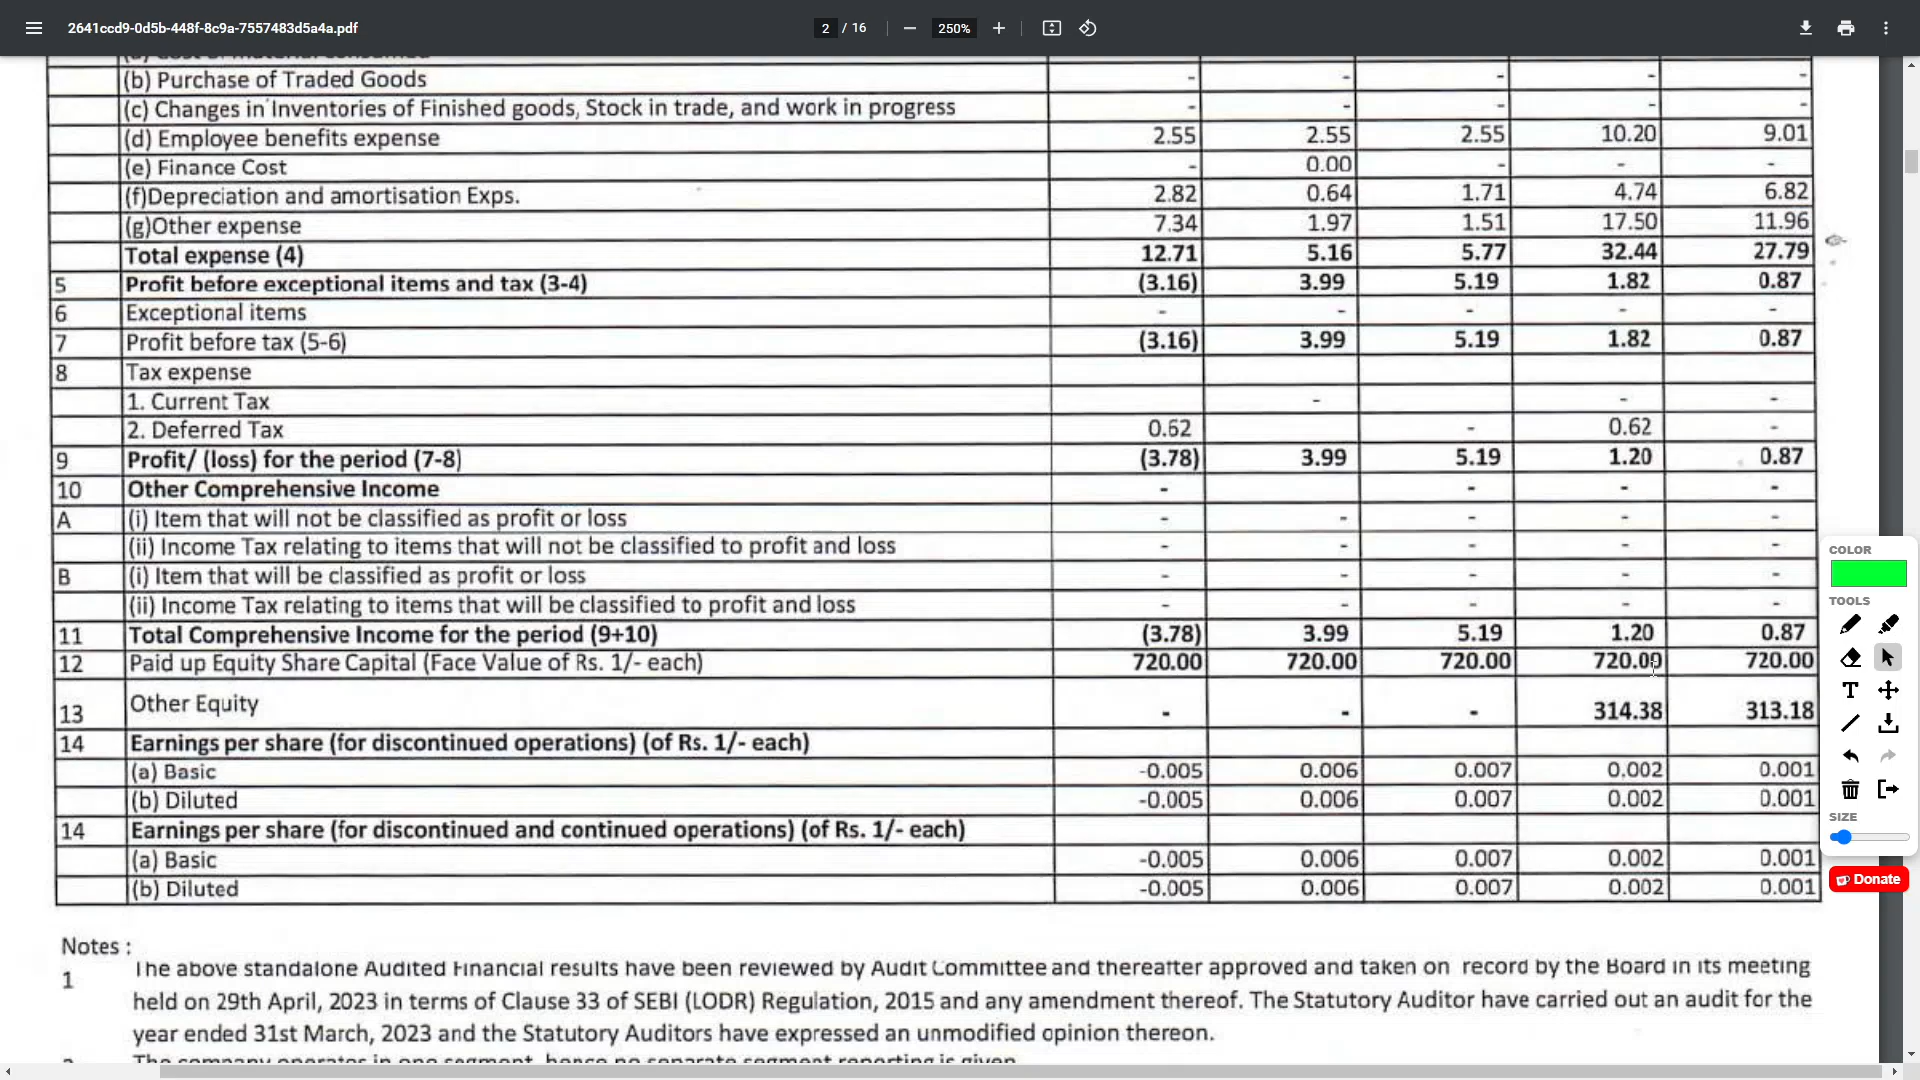 2641ccd9-0d5b-448f-8c9a-7557483d5a4a.pdf 2 / 16 250%
(b) Purchase of Traded Goods - - - - -
(c) Changes in Inventories of Finished goods, Stock in trade, and work in progress - - - - -
(d) Employee benefits expense 2.55 2.55 2.55 10.20 9.01
(e) Finance Cost - 0.00 - - -
(f)Depreciation and amortisation Exps. 2.82 0.64 1.71 4.74 6.82
(g)Other expense 7.34 1.97 1.51 17.50 11.96
Total expense (4) 12.71 5.16 5.77 32.44 27.79
5 Profit before exceptional items and tax (3-4) (3.16) 3.99 5.19 1.82 0.87
6 Exceptional items - - - - -
7 Profit before tax (5-6) (3.16) 3.99 5.19 1.82 0.87
8 Tax expense
1. Current Tax - - -
2. Deferred Tax 0.62 - 0.62 -
9 Profit/ (loss) for the period (7-8) (3.78) 3.99 5.19 1.20 0.87
10 Other Comprehensive Income - - - -
A (i) Item that will not be classified as profit or loss - - - - -
(ii) Income Tax relating to items that will not be classified to profit and loss - - - - -
B (i) Item that will be classified as profit or loss - - - - -
(ii) Income Tax relating to items that will be classified to profit and loss - - - - -
11 Total Comprehensive Income for the period (9+10) (3.78) 3.99 5.19 1.20 0.87
12 Paid up Equity Share Capital (Face Value of Rs. 1/- each) 720.00 720.00 720.00 720.00 720.00
13 Other Equity - - - 314.38 313.18
14 Earnings per share (for discontinued operations) (of Rs. 1/- each)
(a) Basic -0.005 0.006 0.007 0.002 0.001
(b) Diluted -0.005 0.006 0.007 0.002 0.001
14 Earnings per share (for discontinued and continued operations) (of Rs. 1/- each)
(a) Basic -0.005 0.006 0.007 0.002 0.001
(b) Diluted -0.005 0.006 0.007 0.002 0.001
Notes :
1 The above standalone Audited Financial results have been reviewed by Audit Committee and thereafter approved and taken on record by the Board in its meeting
held on 29th April, 2023 in terms of Clause 33 of SEBI (LODR) Regulation, 2015 and any amendment thereof. The Statutory Auditor have carried out an audit for the
year ended 31st March, 2023 and the Statutory Auditors have expressed an unmodified opinion thereon.
The company operates in one segment, hence no separate segment reporting is given
COLOR
TOOLS
SIZE
Donate